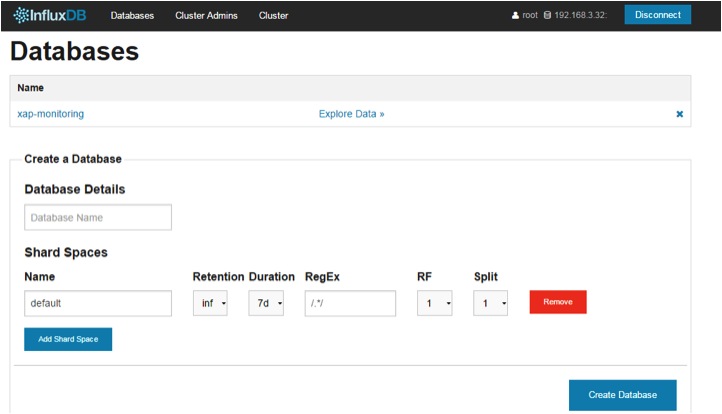 InfluxDB Databases Cluster Admins Cluster root 192.168.3.32: Disconnect
Databases
Name
xap-monitoring Explore Data » ✖
Create a Database
Database Details
Database Name
Shard Spaces
Name Retention Duration RegEx RF Split
default inf 7d /.*/ 1 1 Remove
Add Shard Space
Create Database